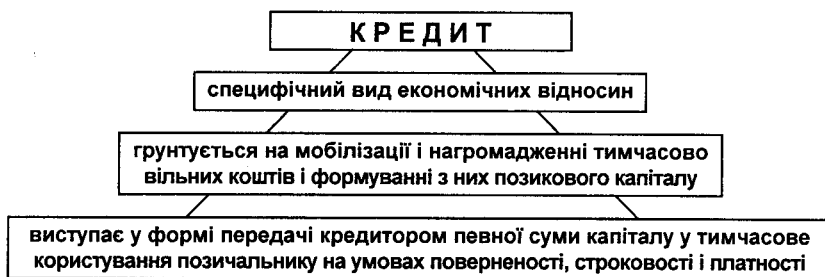 КРЕДИТ
специфічний вид економічних відносин
грунтується на мобілізації і нагромадженні тимчасово
вільних коштів і формуванні з них позикового капіталу
виступає у формі передачі кредитором певної суми капіталу у тимчасове
користування позичальнику на умовах поверненості, строковості і платності